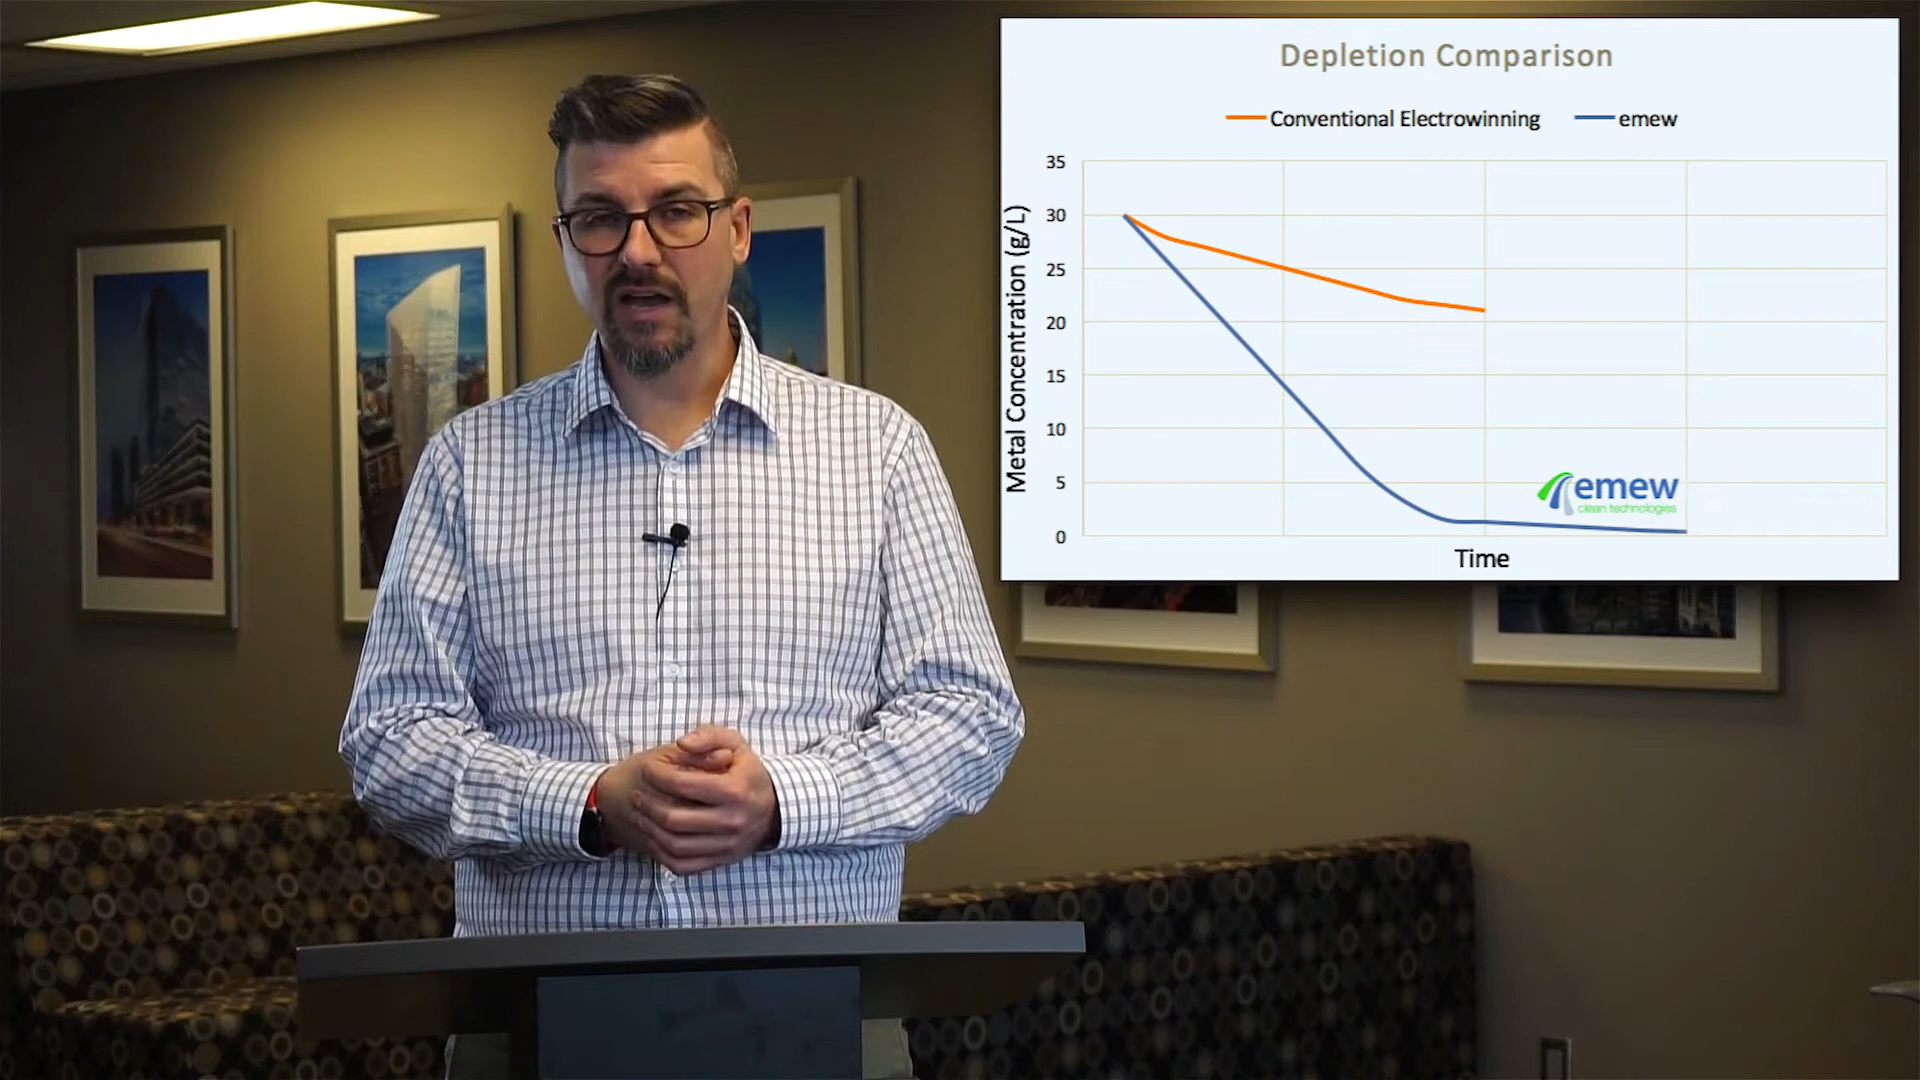 Depletion Comparison
Conventional Electrowinning emew
35
30
25
20
15
10
5
0
Metal Concentration (g/L)
emew
clean technologies
Time